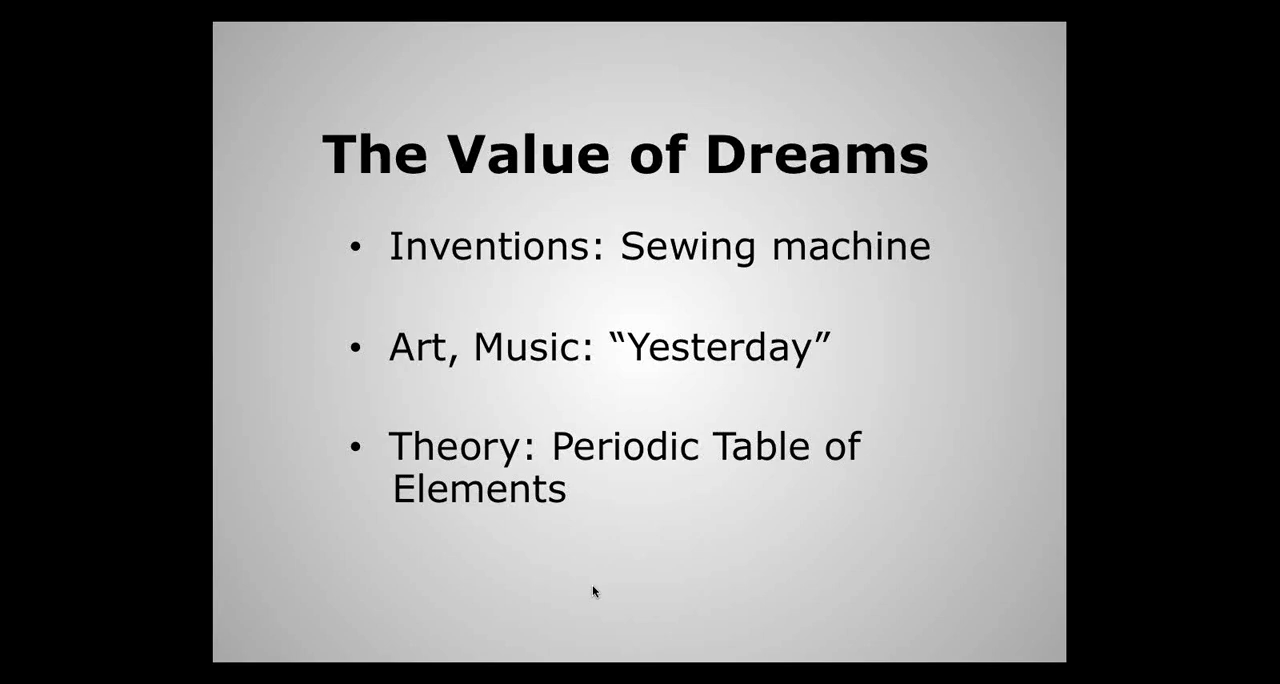 The Value of Dreams
• Inventions: Sewing machine
• Art, Music: “Yesterday”
• Theory: Periodic Table of
Elements